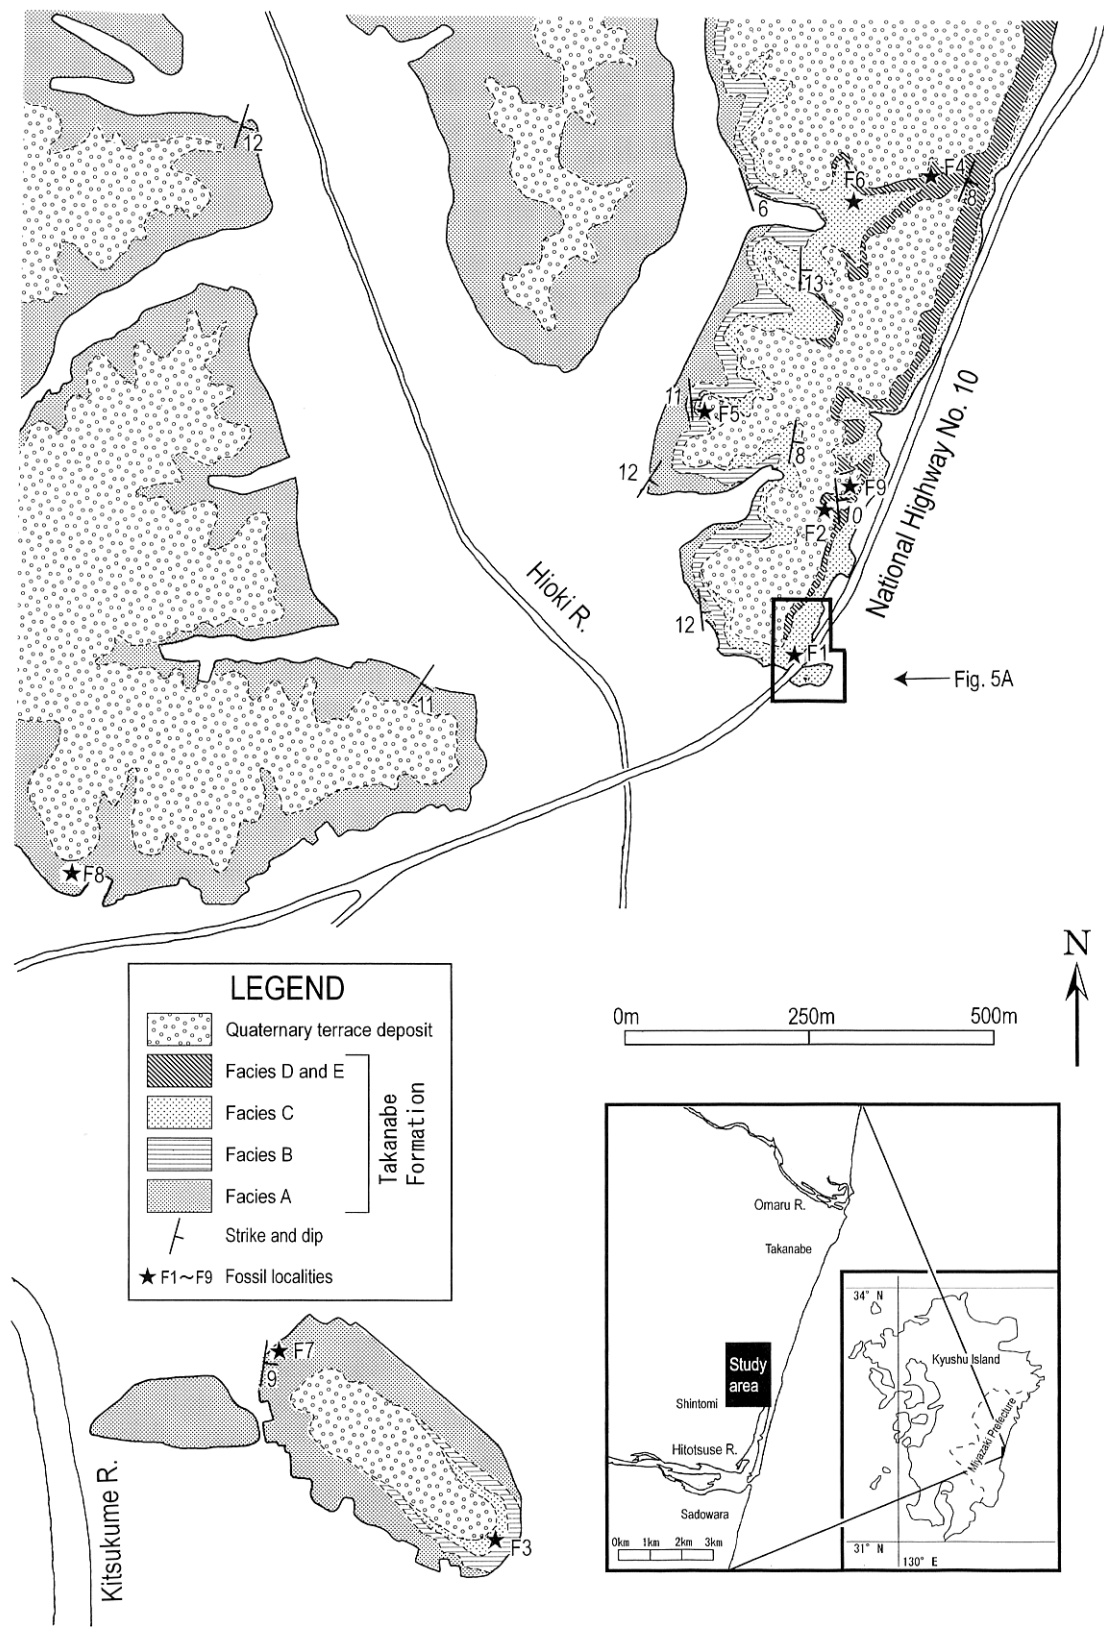 12
F4
F6
8
6
13
11
F5
8
12
F9
F2
0
National Highway No. 10
Hioki R.
12
F1
Fig. 5A
11
F8
N
LEGEND
Quaternary terrace deposit
Facies D and E
Facies C
Facies B
Facies A
Takanabe
Formation
Strike and dip
★ F1～F9 Fossil localities
0m 250m 500m
Omaru R.
Takanabe
Study
area
Shintomi
Hitotsuse R.
Sadowara
0km 1km 2km 3km
34° N
Kyushu Island
Miyazaki Prefecture
31° N
130° E
F7
9
F3
Kitsukume R.